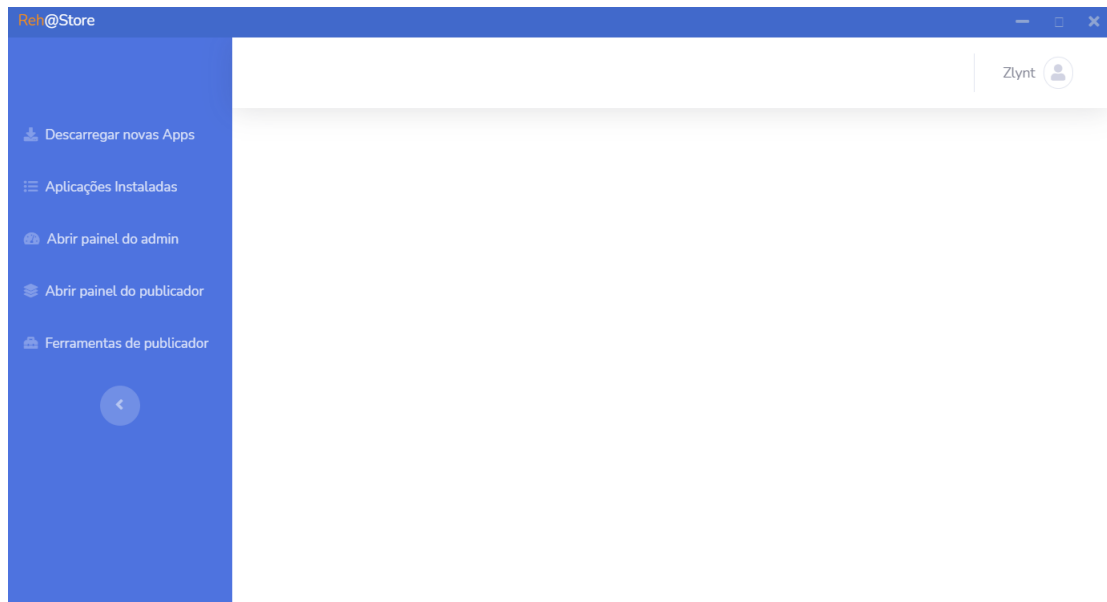 Reh@Store
Zlynt
Descarregar novas Apps
Aplicações Instaladas
Abrir painel do admin
Abrir painel do publicador
Ferramentas de publicador